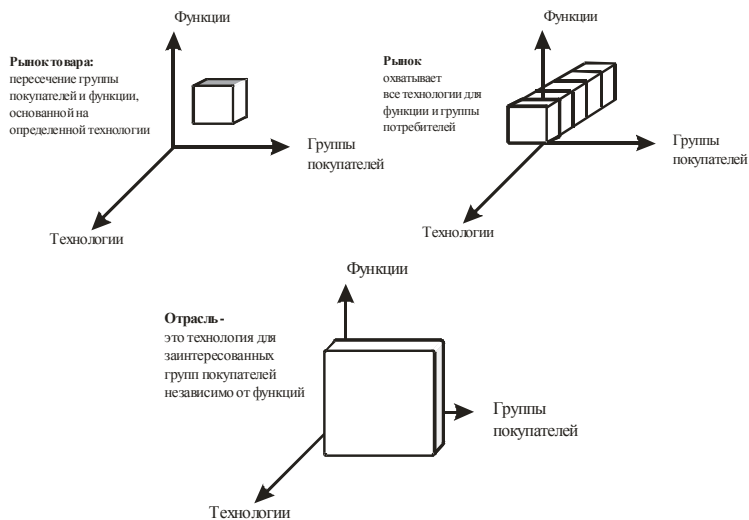 Функции
Рынок товара:
пересечение группы
покупателей и функции,
основанной на
определенной технологии
Группы
покупателей
Технологии
Функции
Рынок
охватывает
все технологии для
функции и группы
потребителей
Группы
покупателей
Технологии
Функции
Отрасль -
это технология для
заинтересованных
групп покупателей
независимо от функций
Группы
покупателей
Технологии